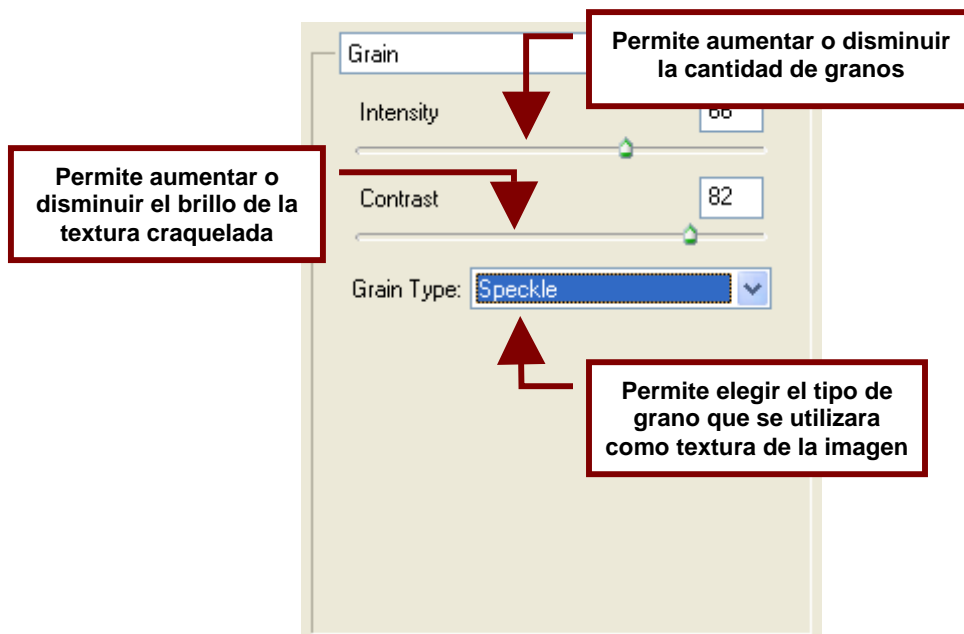 Grain
Permite aumentar o disminuir
la cantidad de granos
Intensity
Permite aumentar o
disminuir el brillo de la
textura craquelada
Contrast
82
Grain Type:
Speckle
Permite elegir el tipo de
grano que se utilizara
como textura de la imagen